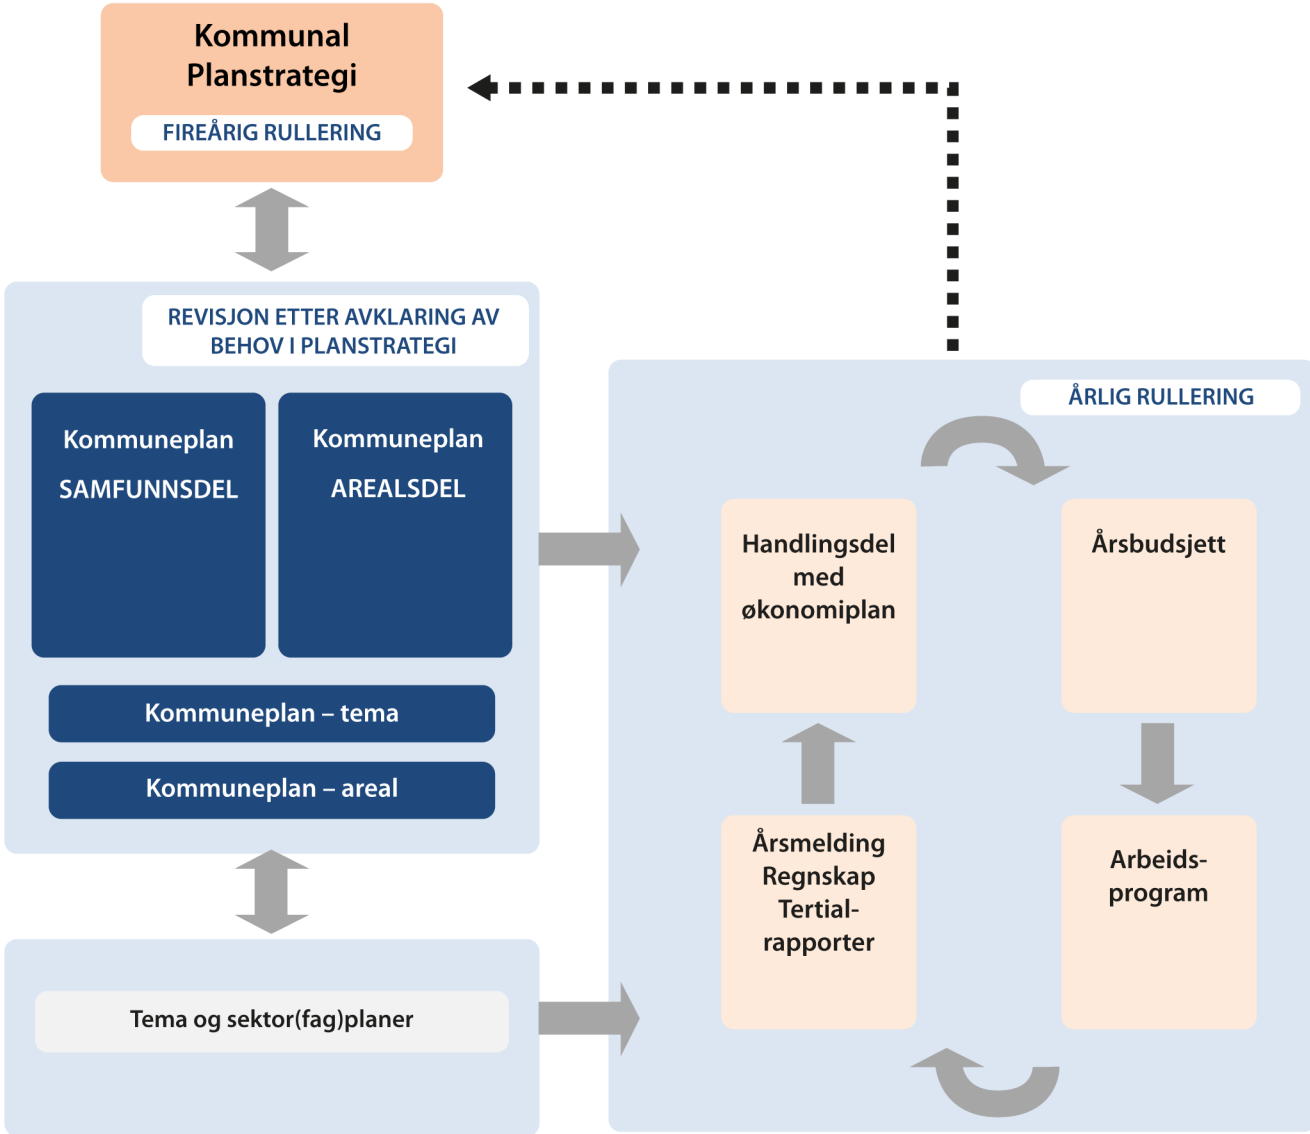 Kommunal
Planstrategi
FIREÅRIG RULLERING
REVISJON ETTER AVKLARING AV
BEHOV I PLANSTRATEGI
Kommuneplan
SAMFUNNSDEL
Kommuneplan
AREALSDEL
Kommuneplan – tema
Kommuneplan – areal
Tema og sektor(fag)planer
ÅRLIG RULLERING
Handlingsdel
med
økonomiplan
Årsbudsjett
Arbeids-
program
Årsmelding
Regnskap
Tertial-
rapporter